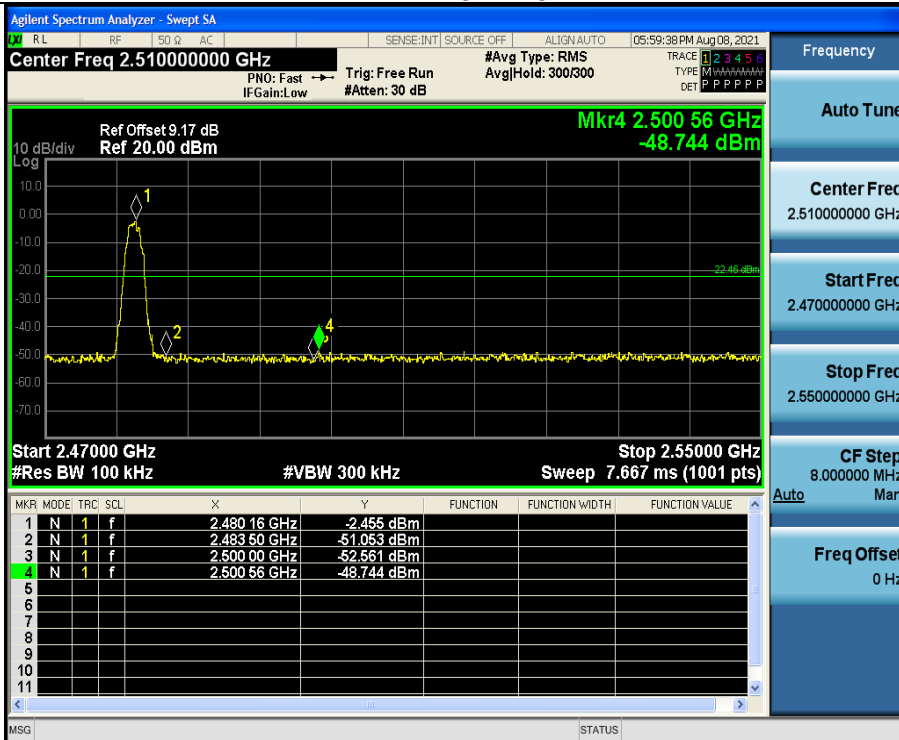 Agilent Spectrum Analyzer - Swept SA
LXI RL RF 50 Ω AC SENSE:INT SOURCE OFF ALIGN AUTO 05:59:38 PM Aug 08, 2021
Center Freq 2.510000000 GHz
PNO: Fast
IFGain:Low
Trig: Free Run
#Atten: 30 dB
#Avg Type: RMS
Avg|Hold: 300/300
TRACE 1 2 3 4 5 6
TYPE M
DET P P P P P P
Mkr4 2.500 56 GHz
-48.744 dBm
Ref Offset 9.17 dB
10 dB/div Ref 20.00 dBm
Log
10.0
0.00
-10.0
-20.0
-30.0
-40.0
-50.0
-60.0
-70.0
1
2
4
-22.46 dBm
Start 2.47000 GHz Stop 2.55000 GHz
#Res BW 100 kHz #VBW 300 kHz Sweep 7.667 ms (1001 pts)
MKR MODE TRC SCL X Y FUNCTION FUNCTION WIDTH FUNCTION VALUE
1 N 1 f 2.480 16 GHz -2.455 dBm
2 N 1 f 2.483 50 GHz -51.053 dBm
3 N 1 f 2.500 00 GHz -52.561 dBm
4 N 1 f 2.500 56 GHz -48.744 dBm
5
6
7
8
9
10
11
MSG STATUS
Frequency
Auto Tune
Center Freq
2.510000000 GHz
Start Freq
2.470000000 GHz
Stop Freq
2.550000000 GHz
CF Step
8.000000 MHz
Auto Man
Freq Offset
0 Hz